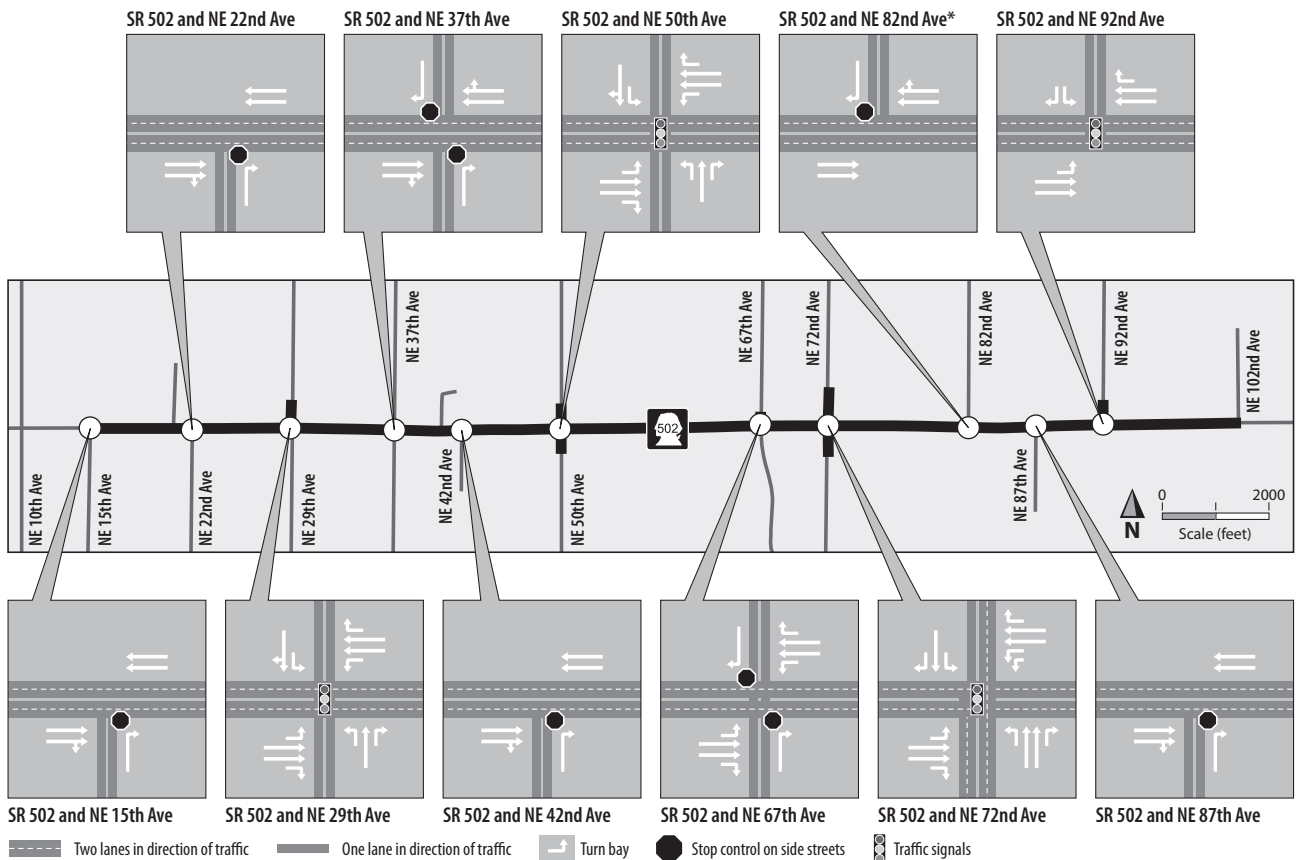 SR 502 and NE 22nd Ave
SR 502 and NE 37th Ave
SR 502 and NE 50th Ave
SR 502 and NE 82nd Ave*
SR 502 and NE 92nd Ave
NE 10th Ave
NE 15th Ave
NE 22nd Ave
NE 29th Ave
NE 37th Ave
NE 42nd Ave
NE 50th Ave
502
NE 67th Ave
NE 72nd Ave
NE 82nd Ave
NE 87th Ave
NE 92nd Ave
NE 102nd Ave
N
0
2000
Scale (feet)
SR 502 and NE 15th Ave
SR 502 and NE 29th Ave
SR 502 and NE 42nd Ave
SR 502 and NE 67th Ave
SR 502 and NE 72nd Ave
SR 502 and NE 87th Ave
Two lanes in direction of traffic
One lane in direction of traffic
Turn bay
Stop control on side streets
Traffic signals